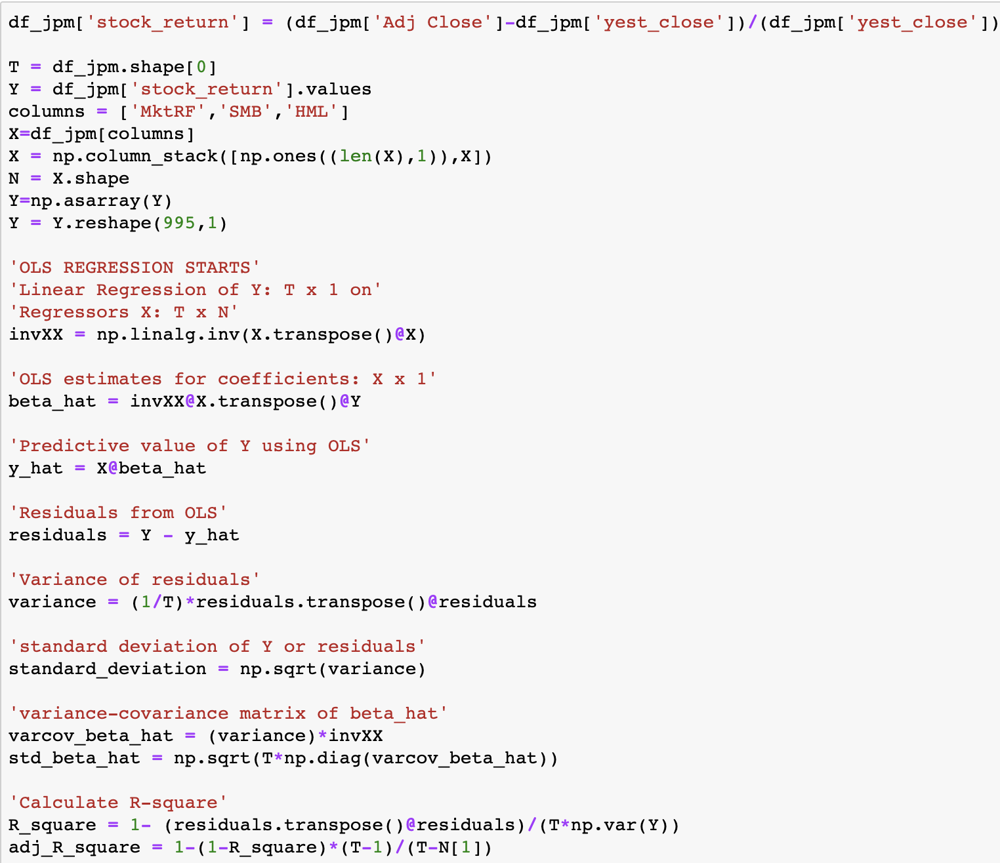 df_jpm['stock_return'] = (df_jpm['Adj Close']-df_jpm['yest_close'])/(df_jpm['yest_close'])
T = df_jpm.shape[0]
Y = df_jpm['stock_return'].values
columns = ['MktRF','SMB','HML']
X=df_jpm[columns]
X = np.column_stack([np.ones((len(X),1)),X])
N = X.shape
Y=np.asarray(Y)
Y = Y.reshape(995,1)
'OLS REGRESSION STARTS'
'Linear Regression of Y: T x 1 on'
'Regressors X: T x N'
invXX = np.linalg.inv(X.transpose()@X)
'OLS estimates for coefficients: X x 1'
beta_hat = invXX@X.transpose()@Y
'Predictive value of Y using OLS'
y_hat = X@beta_hat
'Residuals from OLS'
residuals = Y - y_hat
'Variance of residuals'
variance = (1/T)*residuals.transpose()@residuals
'standard deviation of Y or residuals'
standard_deviation = np.sqrt(variance)
'variance-covariance matrix of beta_hat'
varcov_beta_hat = (variance)*invXX
std_beta_hat = np.sqrt(T*np.diag(varcov_beta_hat))
'Calculate R-square'
R_square = 1- (residuals.transpose()@residuals)/(T*np.var(Y))
adj_R_square = 1-(1-R_square)*(T-1)/(T-N[1])